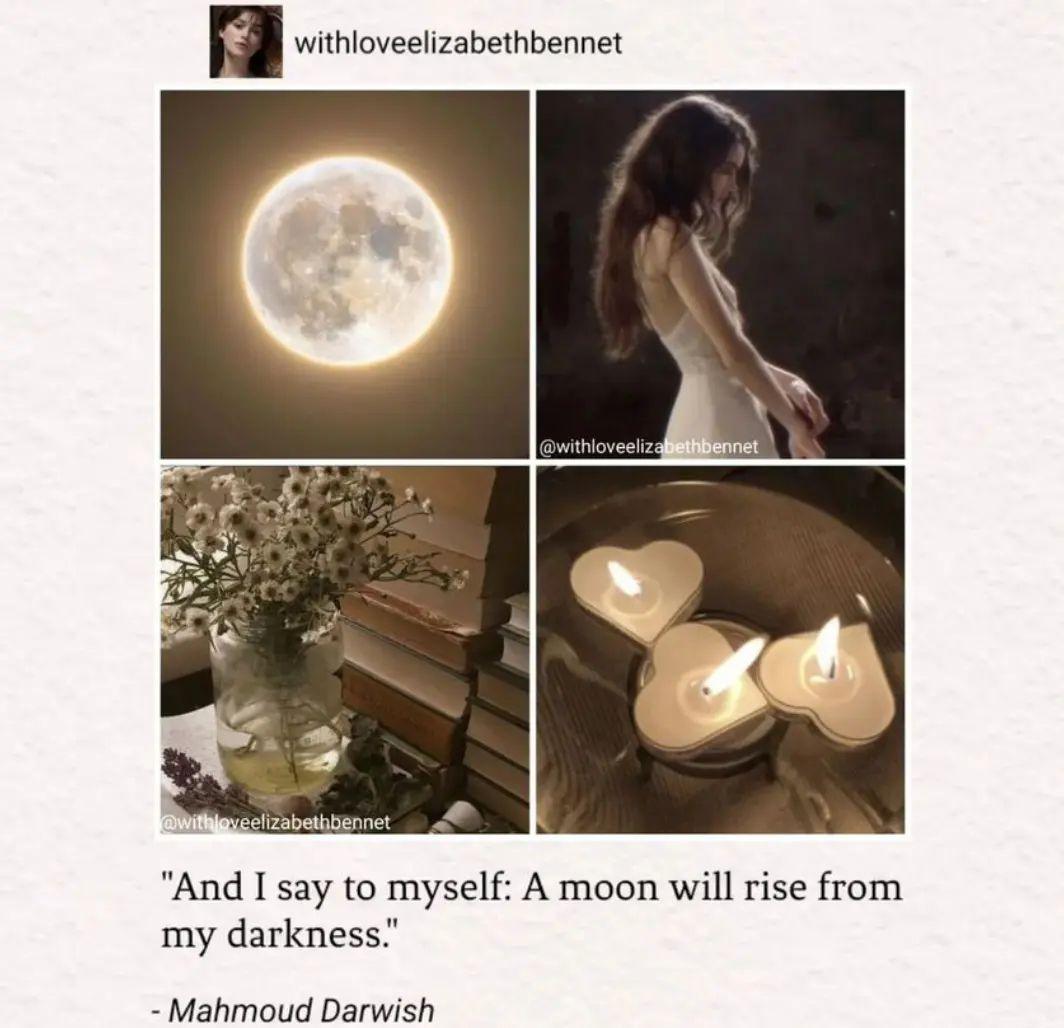 withloveelizabethbennet
@withloveelizabethbennet
@withloveelizabethbennet
"And I say to myself: A moon will rise from
my darkness."
- Mahmoud Darwish